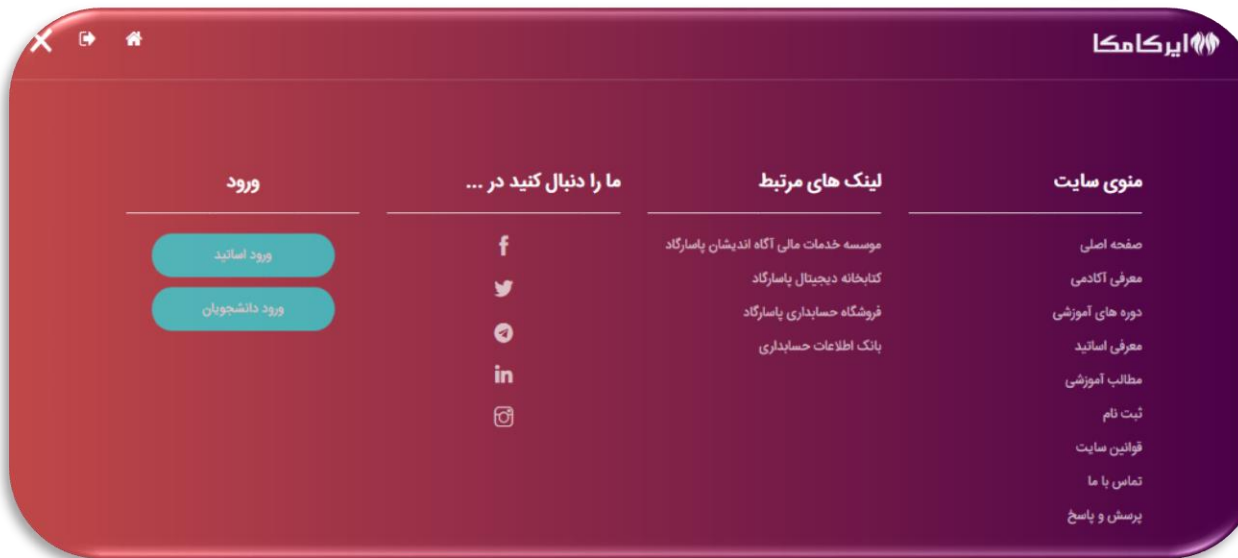 ایرکامکا
منوی سایت
صفحه اصلی
معرفی آکادمی
دوره های آموزشی
معرفی اساتید
مطالب آموزشی
ثبت نام
قوانین سایت
تماس با ما
پرسش و پاسخ
لینک های مرتبط
موسسه خدمات مالی آگاه اندیشان پاسارگاد
کتابخانه دیجیتال پاسارگاد
فروشگاه حسابداری پاسارگاد
بانک اطلاعات حسابداری
ما را دنبال کنید در ...
ورود
ورود اساتید
ورود دانشجویان